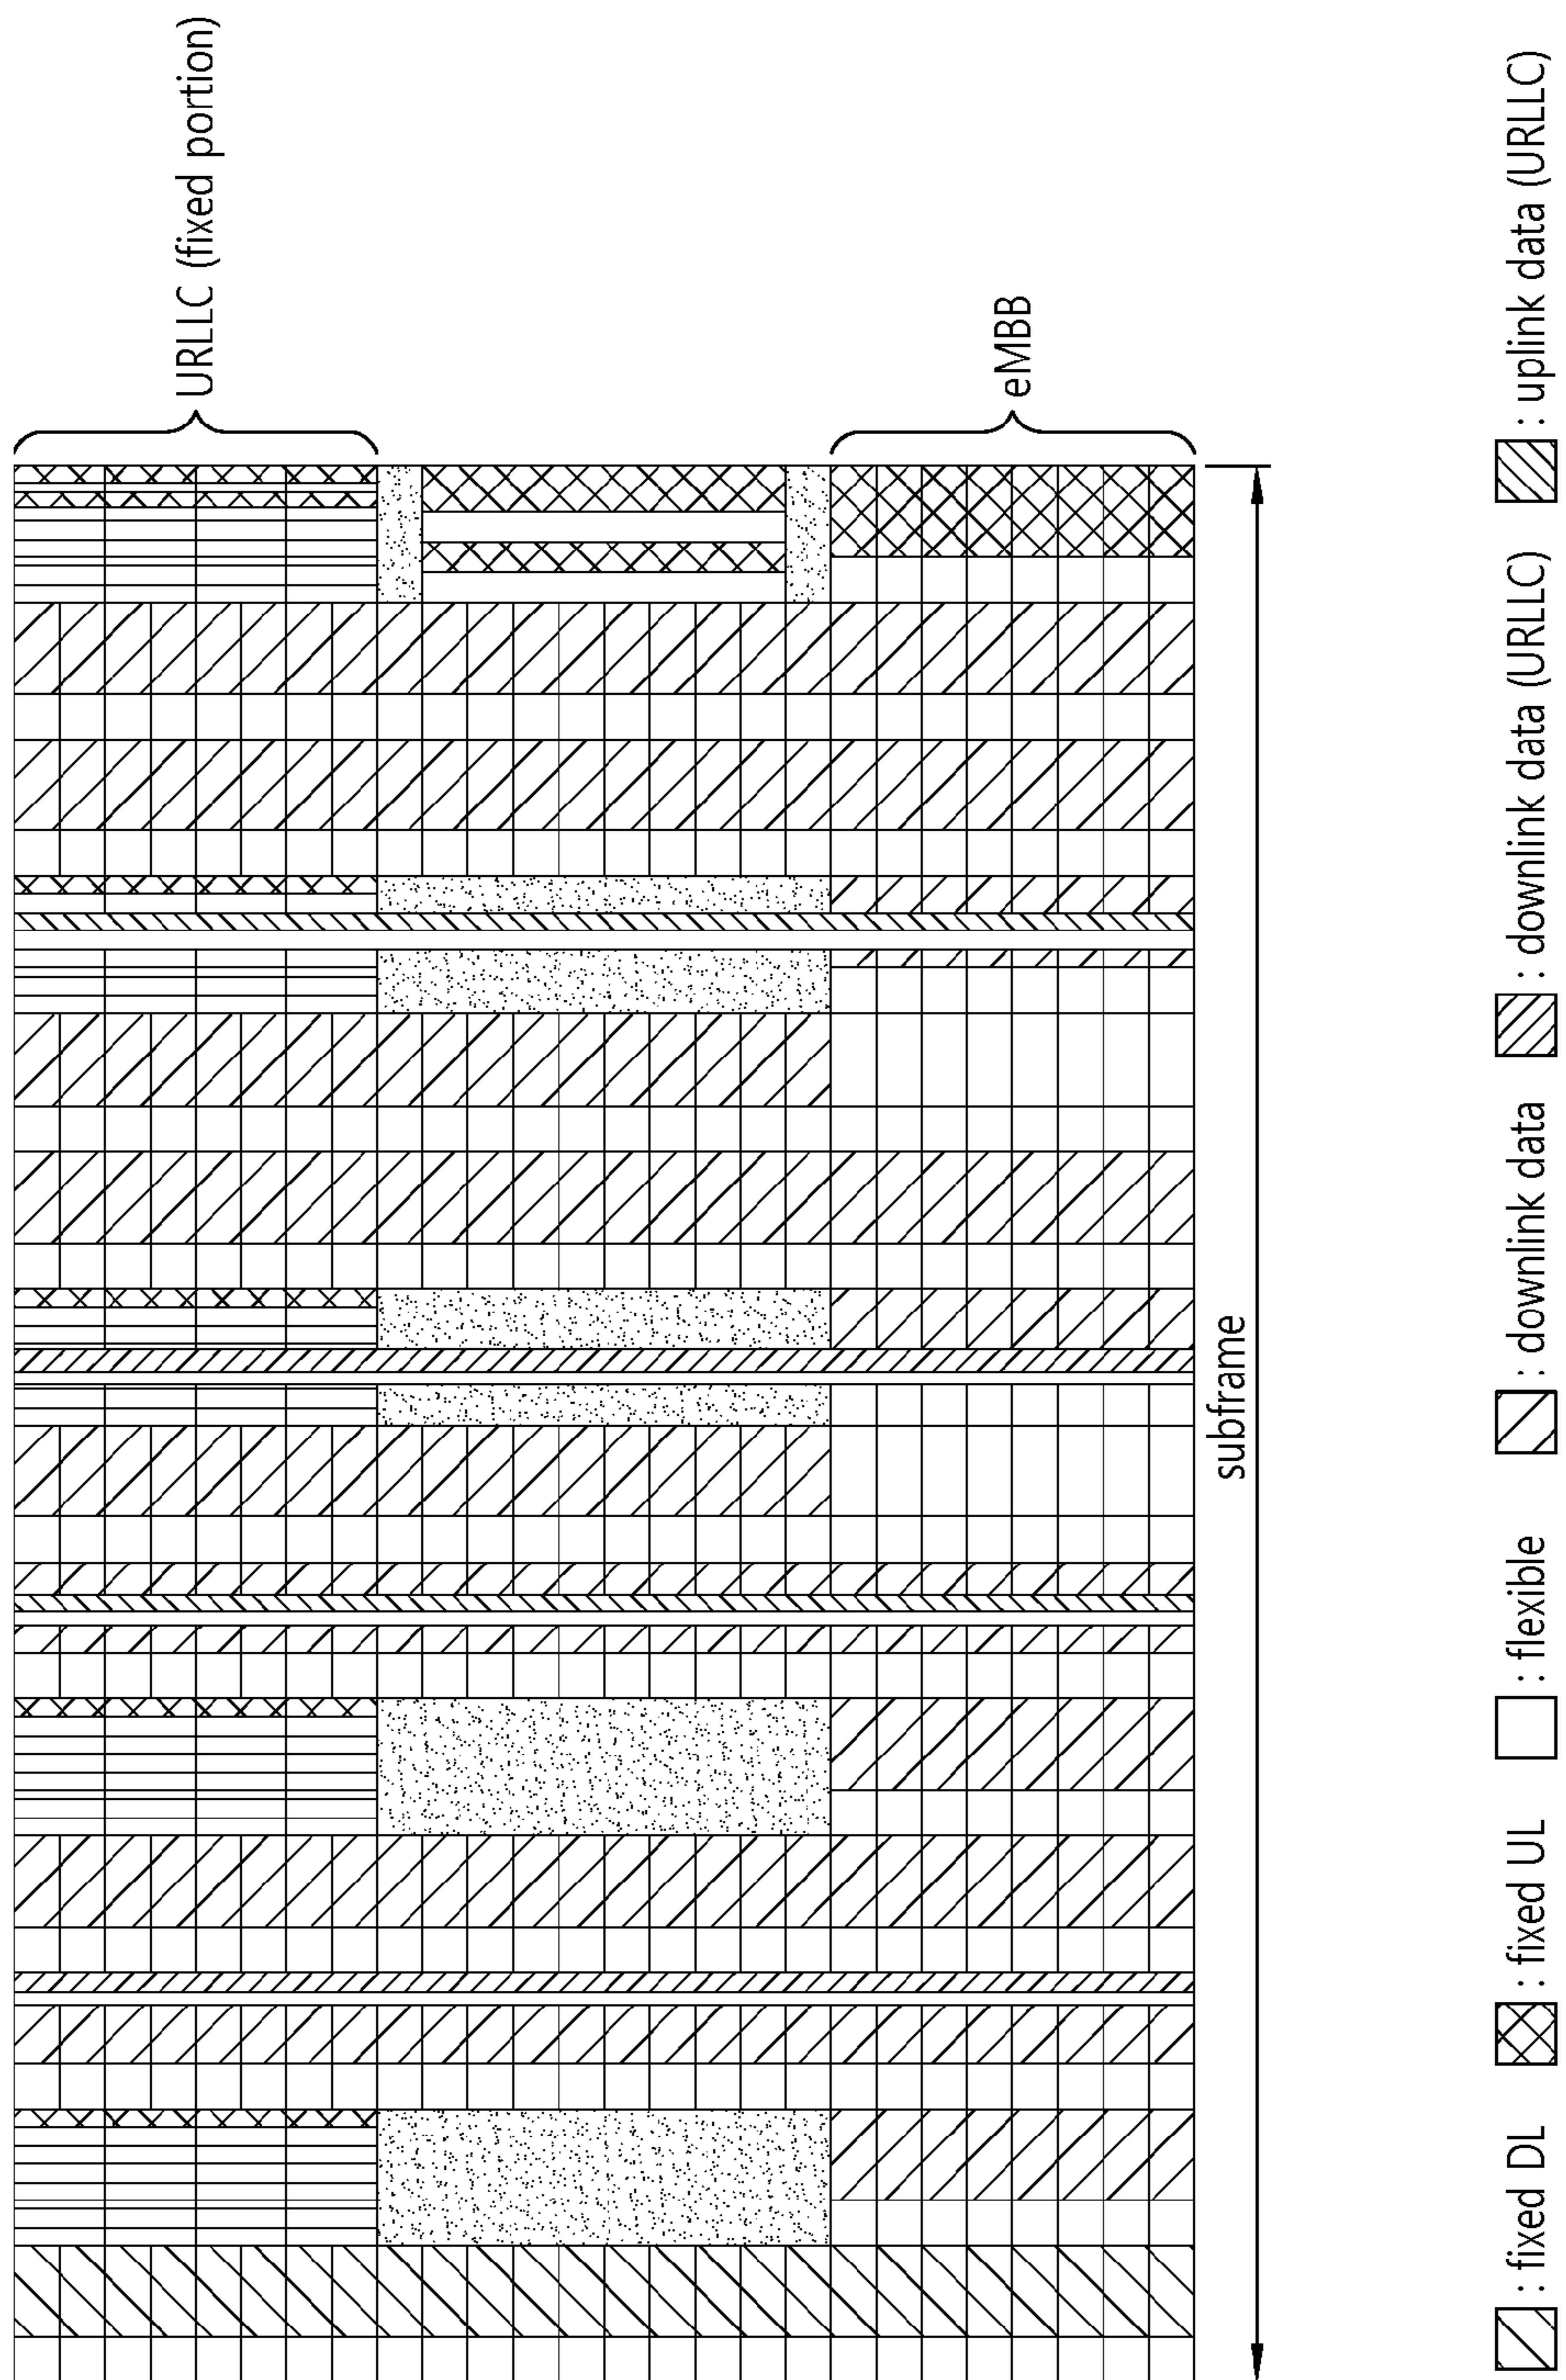 URLLC (fixed portion)
eMBB
subframe
: fixed DL
: fixed UL
: flexible
: downlink data
: downlink data (URLLC)
: uplink data (URLLC)